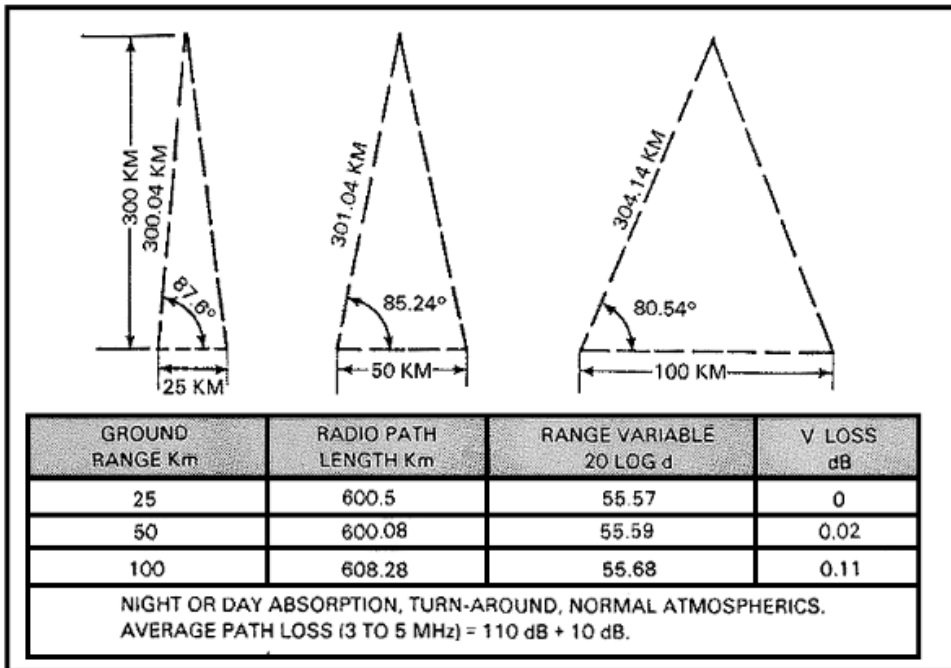 300 KM
300.04 KM
87.6°
25 KM
301.04 KM
85.24°
50 KM
304.14 KM
80.54°
100 KM
GROUND RANGE Km
RADIO PATH LENGTH Km
RANGE VARIABLE 20 LOG d
V LOSS dB
25 600.5 55.57 0
50 600.08 55.59 0.02
100 608.28 55.68 0.11
NIGHT OR DAY ABSORPTION, TURN-AROUND, NORMAL ATMOSPHERICS.
AVERAGE PATH LOSS (3 TO 5 MHz) = 110 dB + 10 dB.